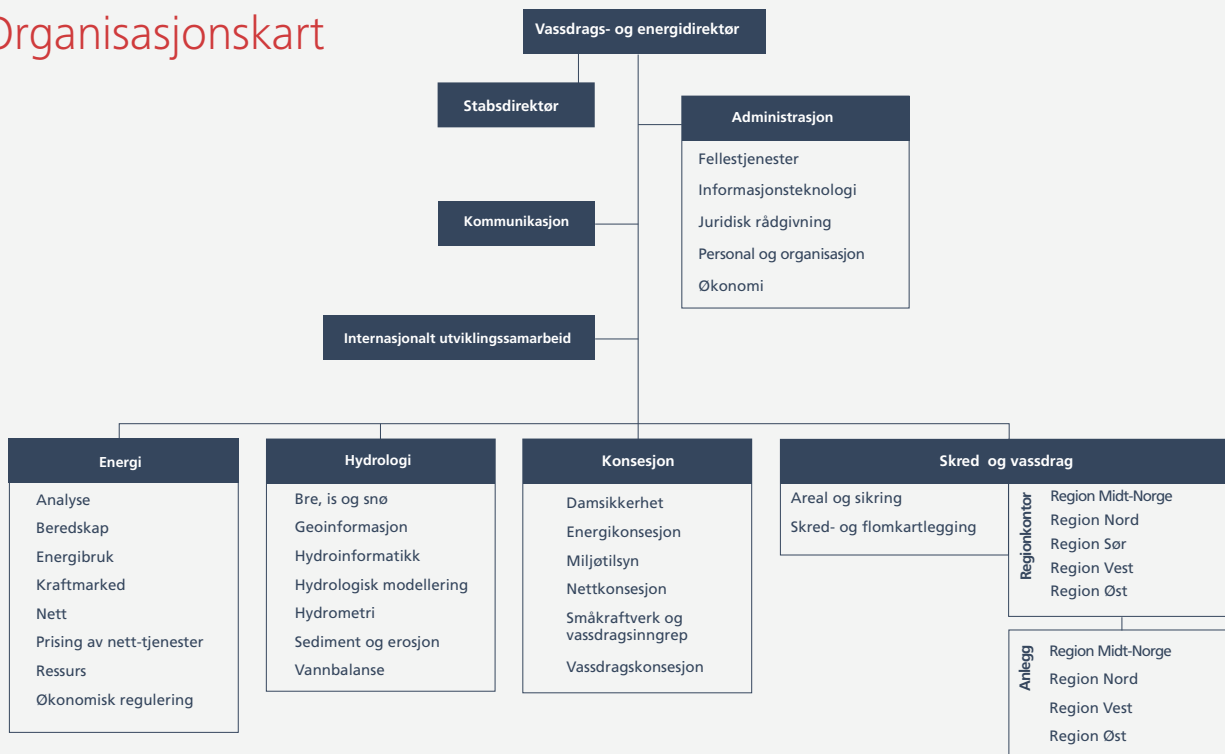 Organisasjonskart
Vassdrags- og energidirektør
Stabsdirektør
Administrasjon
Fellestjenester
Informasjonsteknologi
Juridisk rådgivning
Personal og organisasjon
Økonomi
Kommunikasjon
Internasjonalt utviklingssamarbeid
Energi
Analyse
Beredskap
Energibruk
Kraftmarked
Nett
Prising av nett-tjenester
Ressurs
Økonomisk regulering
Hydrologi
Bre, is og snø
Geoinformasjon
Hydroinformatikk
Hydrologisk modellering
Hydrometri
Sediment og erosjon
Vannbalanse
Konsesjon
Damsikkerhet
Energikonsesjon
Miljøtilsyn
Nettkonsesjon
Småkraftverk og
vassdragsinngrep
Vassdragskonsesjon
Skred og vassdrag
Areal og sikring
Skred- og flomkartlegging
Regionkontor
Region Midt-Norge
Region Nord
Region Sør
Region Vest
Region Øst
Anlegg
Region Midt-Norge
Region Nord
Region Vest
Region Øst